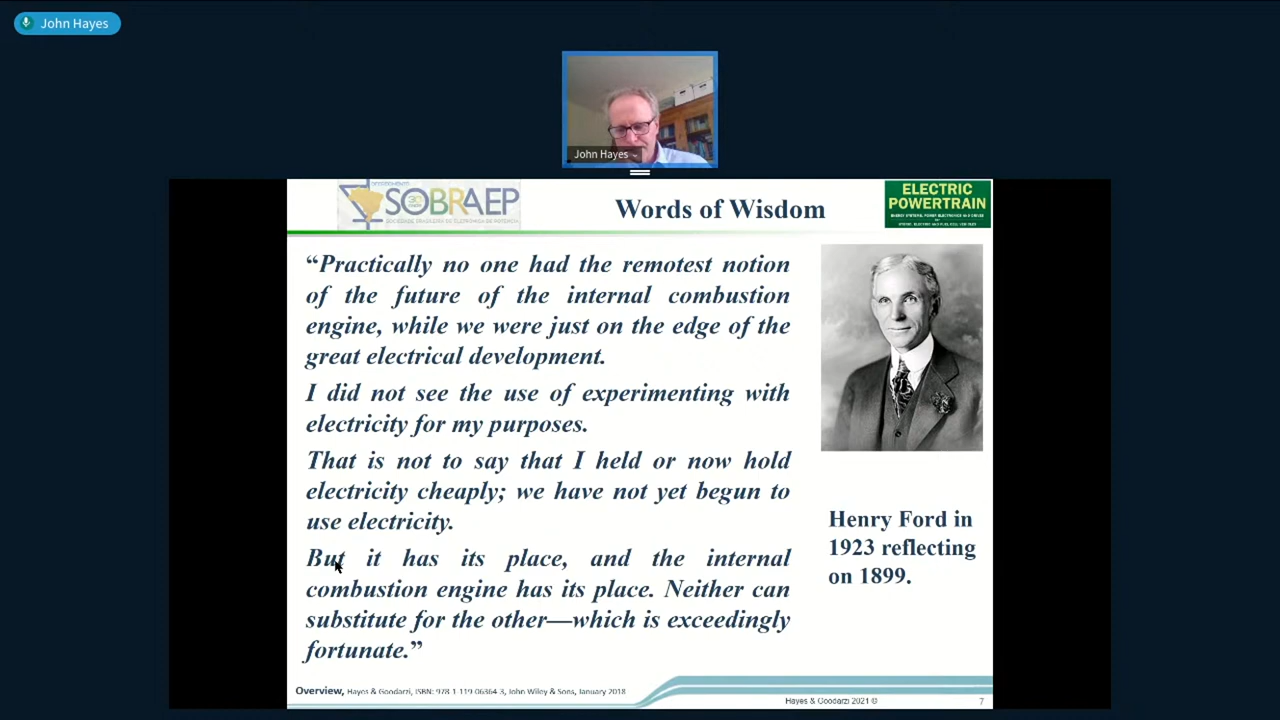 John Hayes
John Hayes
SOBRAEP
SOCIEDADE BRASILEIRA DE ELETRÔNICA DE POTÊNCIA
Words of Wisdom
ELECTRIC
POWERTRAIN
“Practically no one had the remotest notion
of the future of the internal combustion
engine, while we were just on the edge of the
great electrical development.
I did not see the use of experimenting with
electricity for my purposes.
That is not to say that I held or now hold
electricity cheaply; we have not yet begun to
use electricity.
But it has its place, and the internal
combustion engine has its place. Neither can
substitute for the other—which is exceedingly
fortunate.”
Henry Ford in
1923 reflecting
on 1899.
Overview, Hayes & Goodarzi, ISBN: 978-1-119-06364-3, John Wiley & Sons, January 2018
Hayes & Goodarzi 2021 ©
7